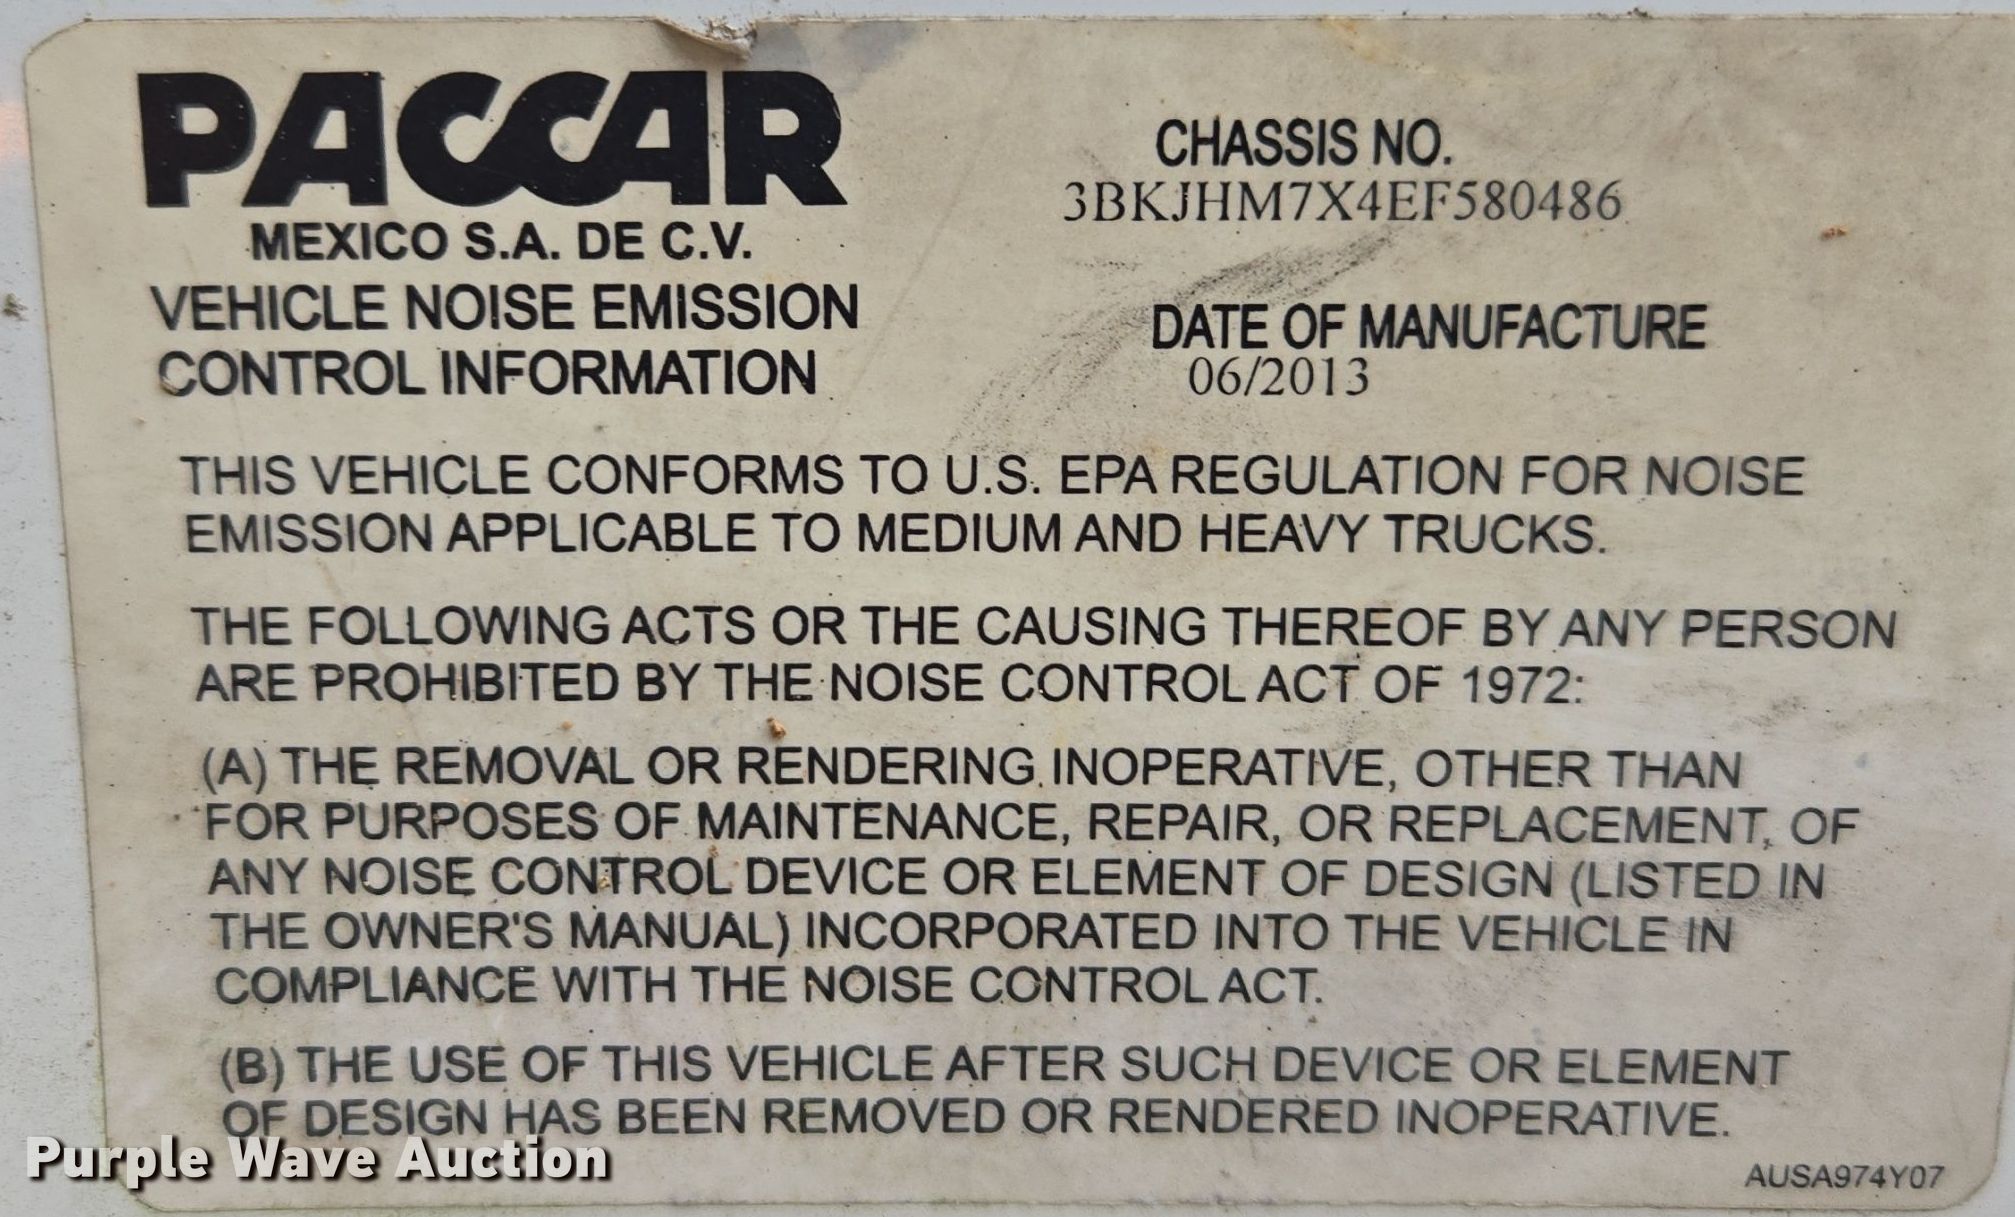 PACCAR
MEXICO S.A. DE C.V.
VEHICLE NOISE EMISSION
CONTROL INFORMATION
CHASSIS NO.
3BKJHM7X4EF580486
DATE OF MANUFACTURE
06/2013
THIS VEHICLE CONFORMS TO U.S. EPA REGULATION FOR NOISE
EMISSION APPLICABLE TO MEDIUM AND HEAVY TRUCKS.
THE FOLLOWING ACTS OR THE CAUSING THEREOF BY ANY PERSON
ARE PROHIBITED BY THE NOISE CONTROL ACT OF 1972:
(A) THE REMOVAL OR RENDERING INOPERATIVE, OTHER THAN
FOR PURPOSES OF MAINTENANCE, REPAIR, OR REPLACEMENT, OF
ANY NOISE CONTROL DEVICE OR ELEMENT OF DESIGN (LISTED IN
THE OWNER'S MANUAL) INCORPORATED INTO THE VEHICLE IN
COMPLIANCE WITH THE NOISE CONTROL ACT.
(B) THE USE OF THIS VEHICLE AFTER SUCH DEVICE OR ELEMENT
OF DESIGN HAS BEEN REMOVED OR RENDERED INOPERATIVE.
Purple Wave Auction
AUSA974Y07